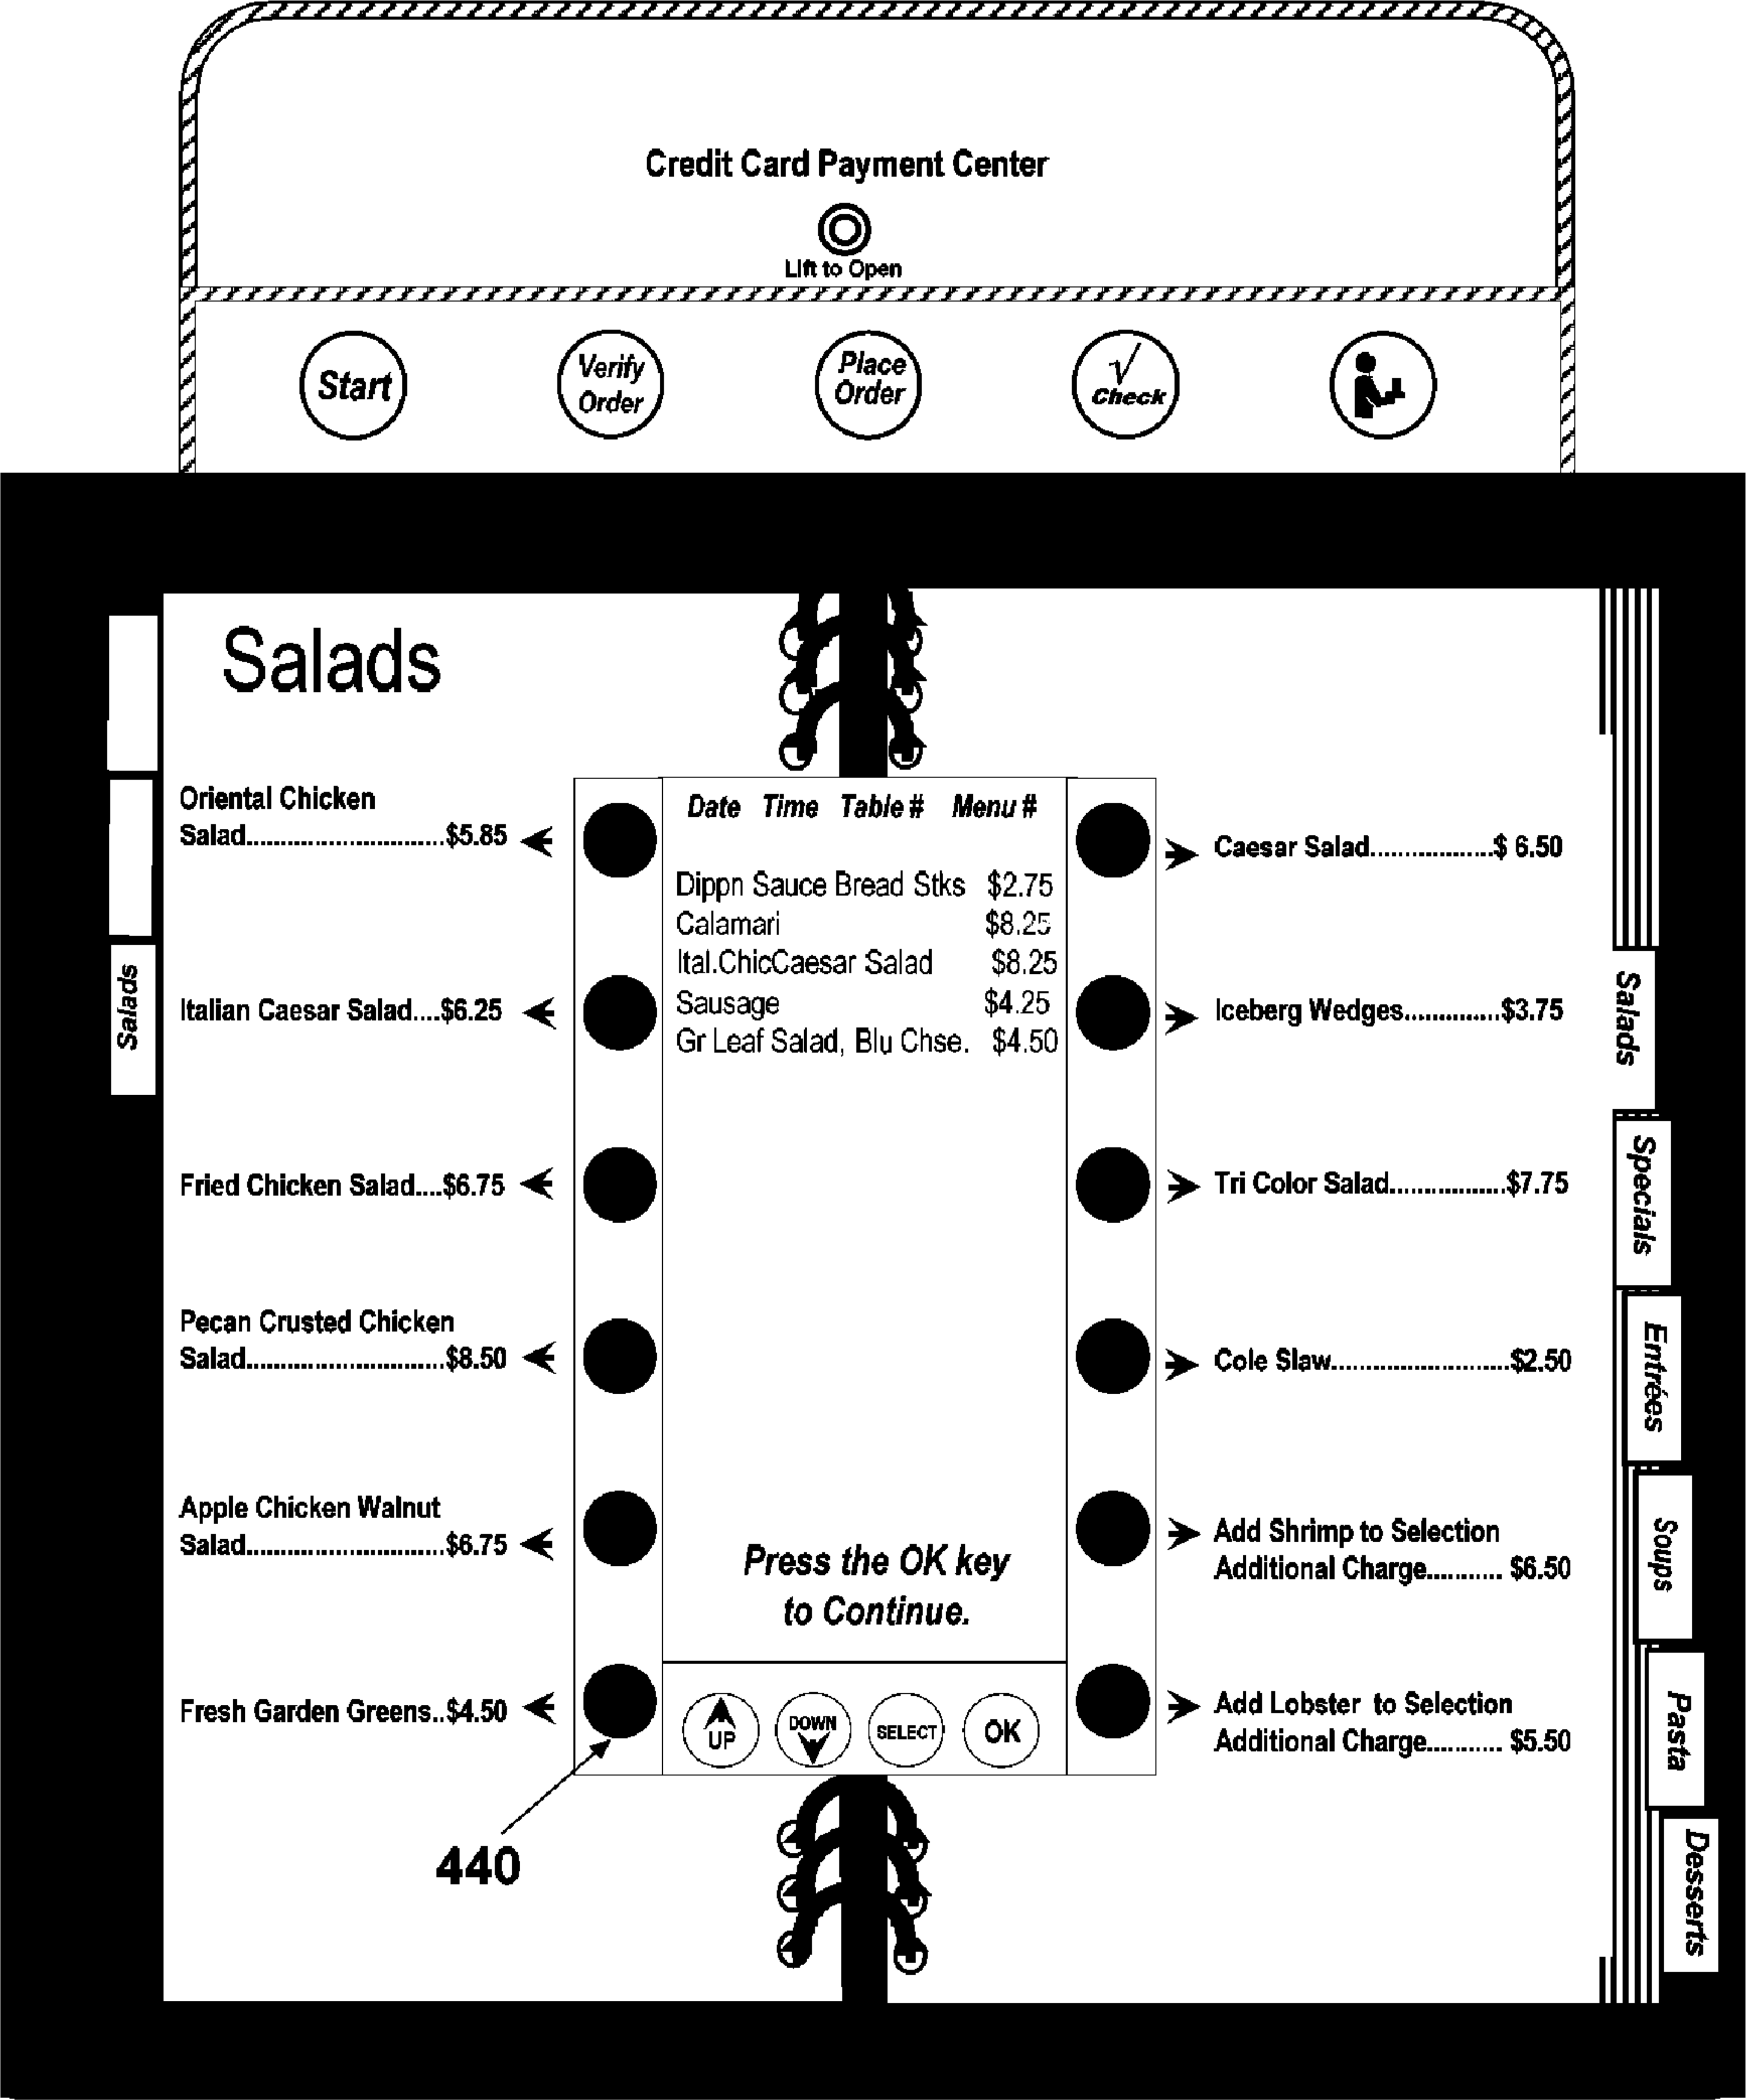 Credit Card Payment Center
Lift to Open
Start
Verify
Order
Place
Order
√
Check
Salads
Salads
Oriental Chicken
Salad.............................$5.85
Italian Caesar Salad....$6.25
Fried Chicken Salad....$6.75
Pecan Crusted Chicken
Salad.............................$8.50
Apple Chicken Walnut
Salad.............................$6.75
Fresh Garden Greens..$4.50
440
Date Time Table # Menu #
Dippn Sauce Bread Stks $2.75
Calamari $8.25
Ital.ChicCaesar Salad $8.25
Sausage $4.25
Gr Leaf Salad, Blu Chse. $4.50
Press the OK key
to Continue.
UP
DOWN
SELECT
OK
Caesar Salad..................$ 6.50
Iceberg Wedges..............$3.75
Tri Color Salad.................$7.75
Cole Slaw..........................$2.50
Add Shrimp to Selection
Additional Charge........... $6.50
Add Lobster to Selection
Additional Charge........... $5.50
Salads
Specials
Entrées
Soups
Pasta
Desserts